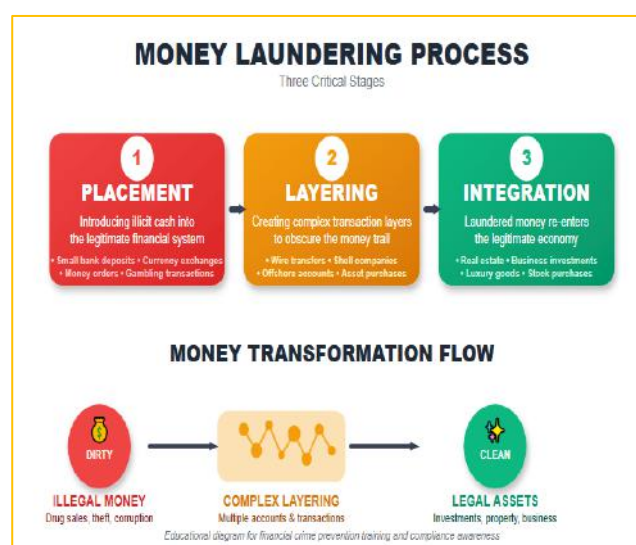 MONEY LAUNDERING PROCESS
Three Critical Stages
1
PLACEMENT
Introducing illicit cash into
the legitimate financial system
• Small bank deposits • Currency exchanges
• Money orders • Gambling transactions
2
LAYERING
Creating complex transaction layers
to obscure the money trail
• Wire transfers • Shell companies
• Offshore accounts • Asset purchases
3
INTEGRATION
Laundered money re-enters
the legitimate economy
• Real estate • Business investments
• Luxury goods • Stock purchases
MONEY TRANSFORMATION FLOW
DIRTY
CLEAN
ILLEGAL MONEY
Drug sales, theft, corruption
COMPLEX LAYERING
Multiple accounts & transactions
LEGAL ASSETS
Investments, property, business
Educational diagram for financial crime prevention training and compliance awareness